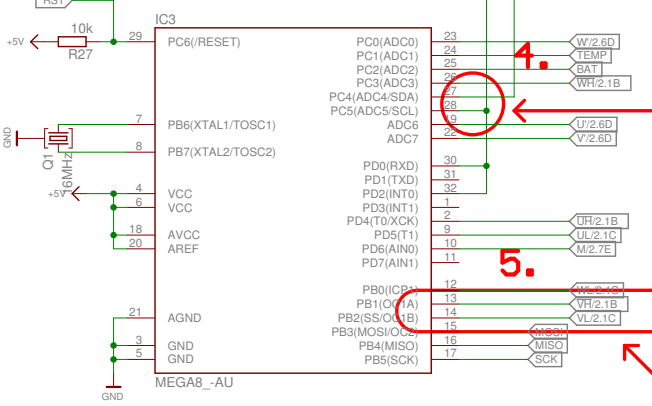 RST
IC3
10k
+5V
R27
29 PC6(/RESET)
PC0(ADC0) 23 W'/2.6D
PC1(ADC1) 24 TEMP
PC2(ADC2) 25 BAT
PC3(ADC3) 26 WH/2.1B
4.
PC4(ADC4/SDA) 27
PC5(ADC5/SCL) 28
7 PB6(XTAL1/TOSC1)
ADC6 19 U'/2.6D
GND
ADC7 22 V'/2.6D
8 PB7(XTAL2/TOSC2)
Q1
16MHz
PD0(RXD) 30
PD1(TXD) 31
+5V
4 VCC
PD2(INT0) 32
6 VCC
PD3(INT1) 1
PD4(T0/XCK) 2 UH/2.1B
18 AVCC
PD5(T1) 9 UL/2.1C
20 AREF
PD6(AIN0) 10 M/2.7E
PD7(AIN1) 11
5.
PB0(ICP1) 12 WL/2.1C
PB1(OC1A) 13 VH/2.1B
21 AGND
PB2(SS/OC1B) 14 VL/2.1C
PB3(MOSI/OC2) 15 MOSI
3 GND
PB4(MISO) 16 MISO
5 GND
PB5(SCK) 17 SCK
MEGA8_-AU
GND